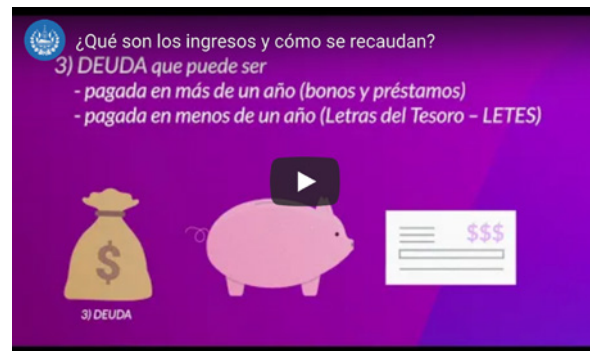 ¿Qué son los ingresos y cómo se recaudan?
3) DEUDA que puede ser
- pagada en más de un año (bonos y préstamos)
- pagada en menos de un año (Letras del Tesoro – LETES)
$
$$$
3) DEUDA